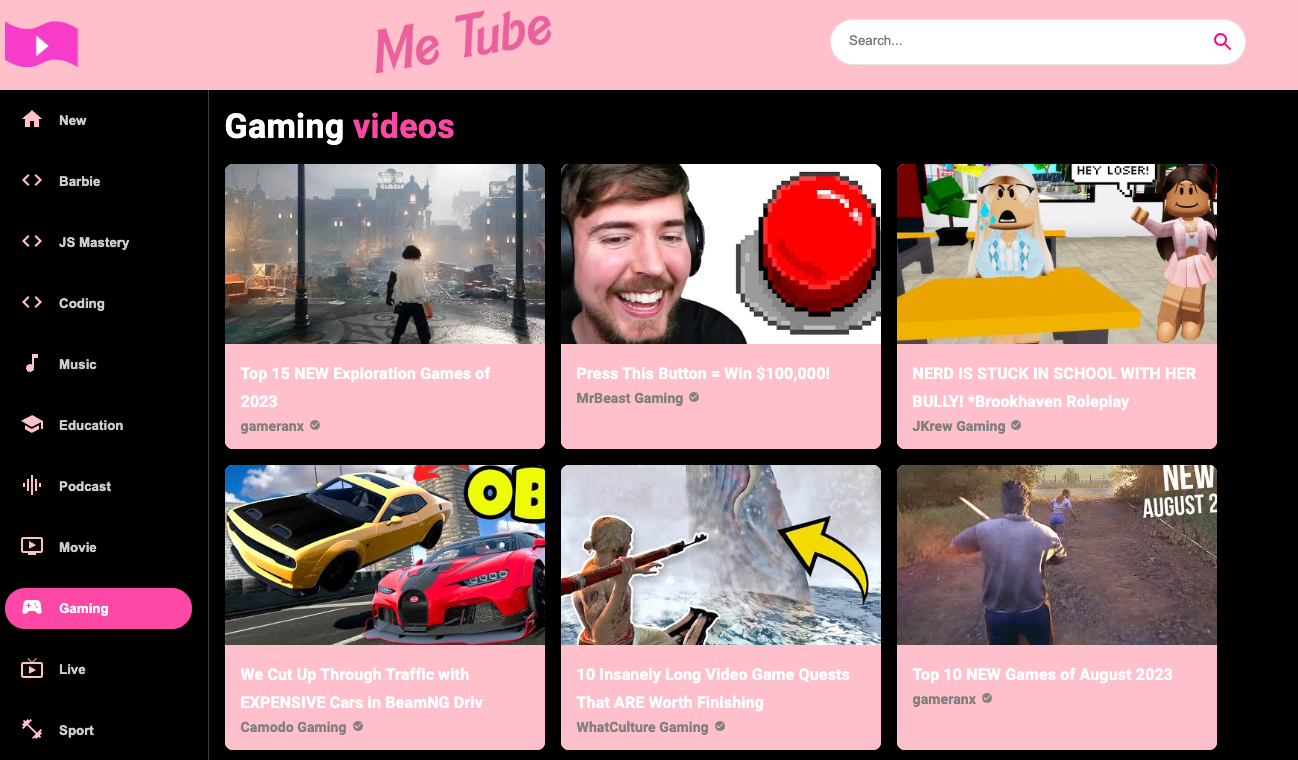 Me Tube
Search...
New
Barbie
JS Mastery
Coding
Music
Education
Podcast
Movie
Gaming
Live
Sport
Gaming videos
Top 15 NEW Exploration Games of
2023
gameranx
Press This Button = Win $100,000!
MrBeast Gaming
HEY LOSER!
NERD IS STUCK IN SCHOOL WITH HER
BULLY! *Brookhaven Roleplay
JKrew Gaming
OB
We Cut Up Through Traffic with
EXPENSIVE Cars in BeamNG Driv
Camodo Gaming
10 Insanely Long Video Game Quests
That ARE Worth Finishing
WhatCulture Gaming
NEW
AUGUST 2
Top 10 NEW Games of August 2023
gameranx